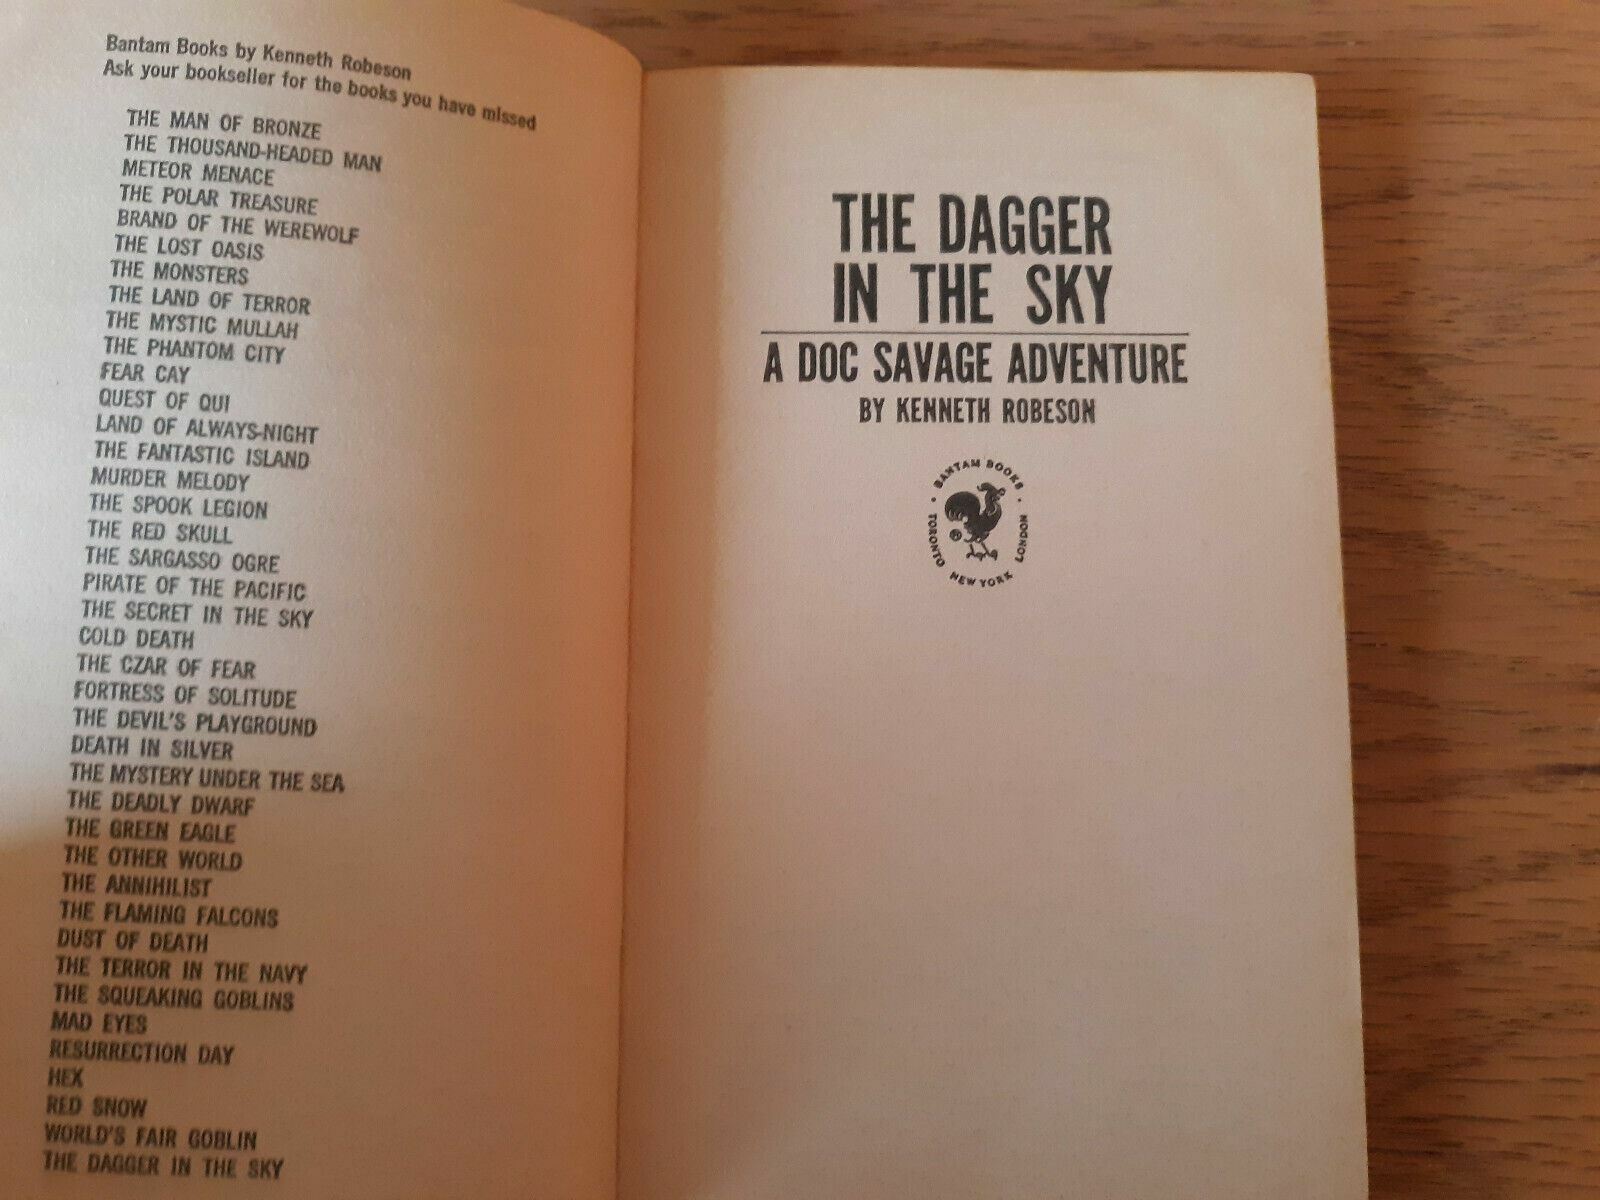 Bantam Books by Kenneth Robeson
Ask your bookseller for the books you have missed
THE MAN OF BRONZE
THE THOUSAND-HEADED MAN
METEOR MENACE
THE POLAR TREASURE
BRAND OF THE WEREWOLF
THE LOST OASIS
THE MONSTERS
THE LAND OF TERROR
THE MYSTIC MULLAH
THE PHANTOM CITY
FEAR CAY
QUEST OF QUI
LAND OF ALWAYS-NIGHT
THE FANTASTIC ISLAND
MURDER MELODY
THE SPOOK LEGION
THE RED SKULL
THE SARGASSO OGRE
PIRATE OF THE PACIFIC
THE SECRET IN THE SKY
COLD DEATH
THE CZAR OF FEAR
FORTRESS OF SOLITUDE
THE DEVIL'S PLAYGROUND
DEATH IN SILVER
THE MYSTERY UNDER THE SEA
THE DEADLY DWARF
THE GREEN EAGLE
THE OTHER WORLD
THE ANNIHILIST
THE FLAMING FALCONS
DUST OF DEATH
THE TERROR IN THE NAVY
THE SQUEAKING GOBLINS
MAD EYES
RESURRECTION DAY
HEX
RED SNOW
WORLD'S FAIR GOBLIN
THE DAGGER IN THE SKY
THE DAGGER
IN THE SKY
A DOC SAVAGE ADVENTURE
BY KENNETH ROBESON
BANTAM BOOKS
®
TORONTO · NEW YORK · LONDON